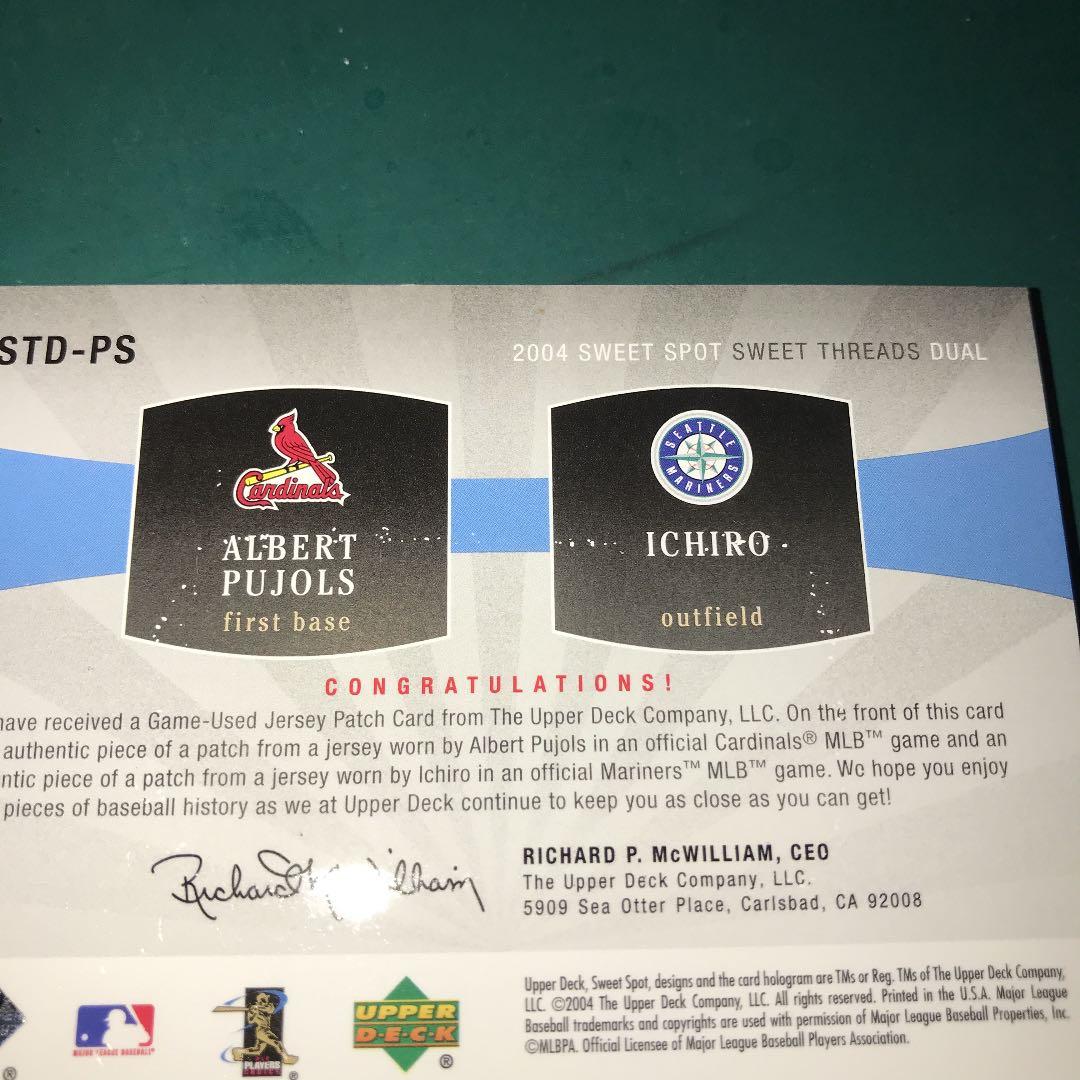 STD-PS
2004 SWEET SPOT SWEET THREADS DUAL
Cardinals
SEATTLE
MARINERS
ALBERT
PUJOLS
first base
ICHIRO
outfield
CONGRATULATIONS!
have received a Game-Used Jersey Patch Card from The Upper Deck Company, LLC. On the front of this card
authentic piece of a patch from a jersey worn by Albert Pujols in an official Cardinals® MLB™ game and an
ntic piece of a patch from a jersey worn by Ichiro in an official Mariners™ MLB™ game. We hope you enjoy
pieces of baseball history as we at Upper Deck continue to keep you as close as you can get!
Richard McWilliam
RICHARD P. McWILLIAM, CEO
The Upper Deck Company, LLC.
5909 Sea Otter Place, Carlsbad, CA 92008
MAJOR LEAGUE BASEBALL®
PLAYERS
CHOICE
®
UPPER
D·E·C·K
®
®
Upper Deck, Sweet Spot, designs and the card hologram are TMs or Reg. TMs of The Upper Deck Company,
LLC. ©2004 The Upper Deck Company, LLC. All rights reserved. Printed in the U.S.A. Major League
Baseball trademarks and copyrights are used with permission of Major League Baseball Properties, Inc.
©MLBPA. Official Licensee of Major League Baseball Players Association.